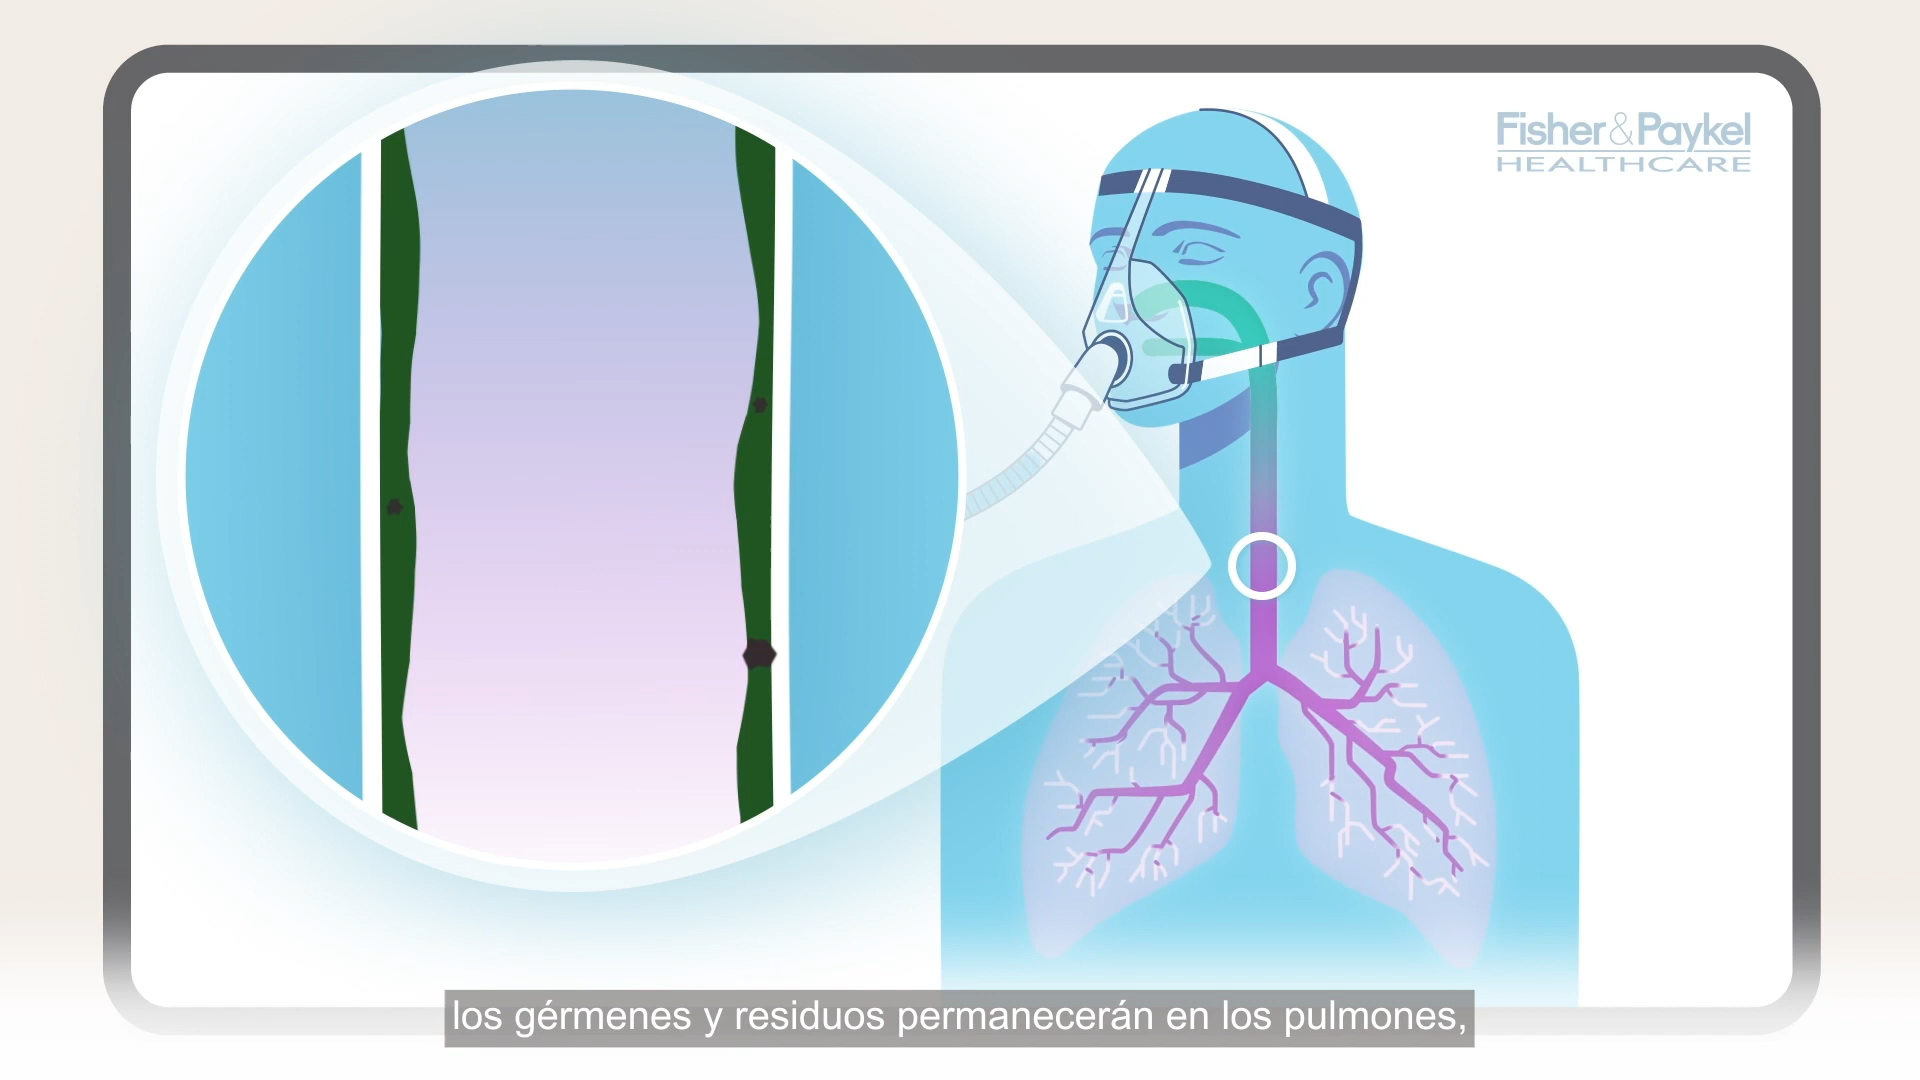 Fisher&Paykel
HEALTHCARE
los gérmenes y residuos permanecerán en los pulmones,